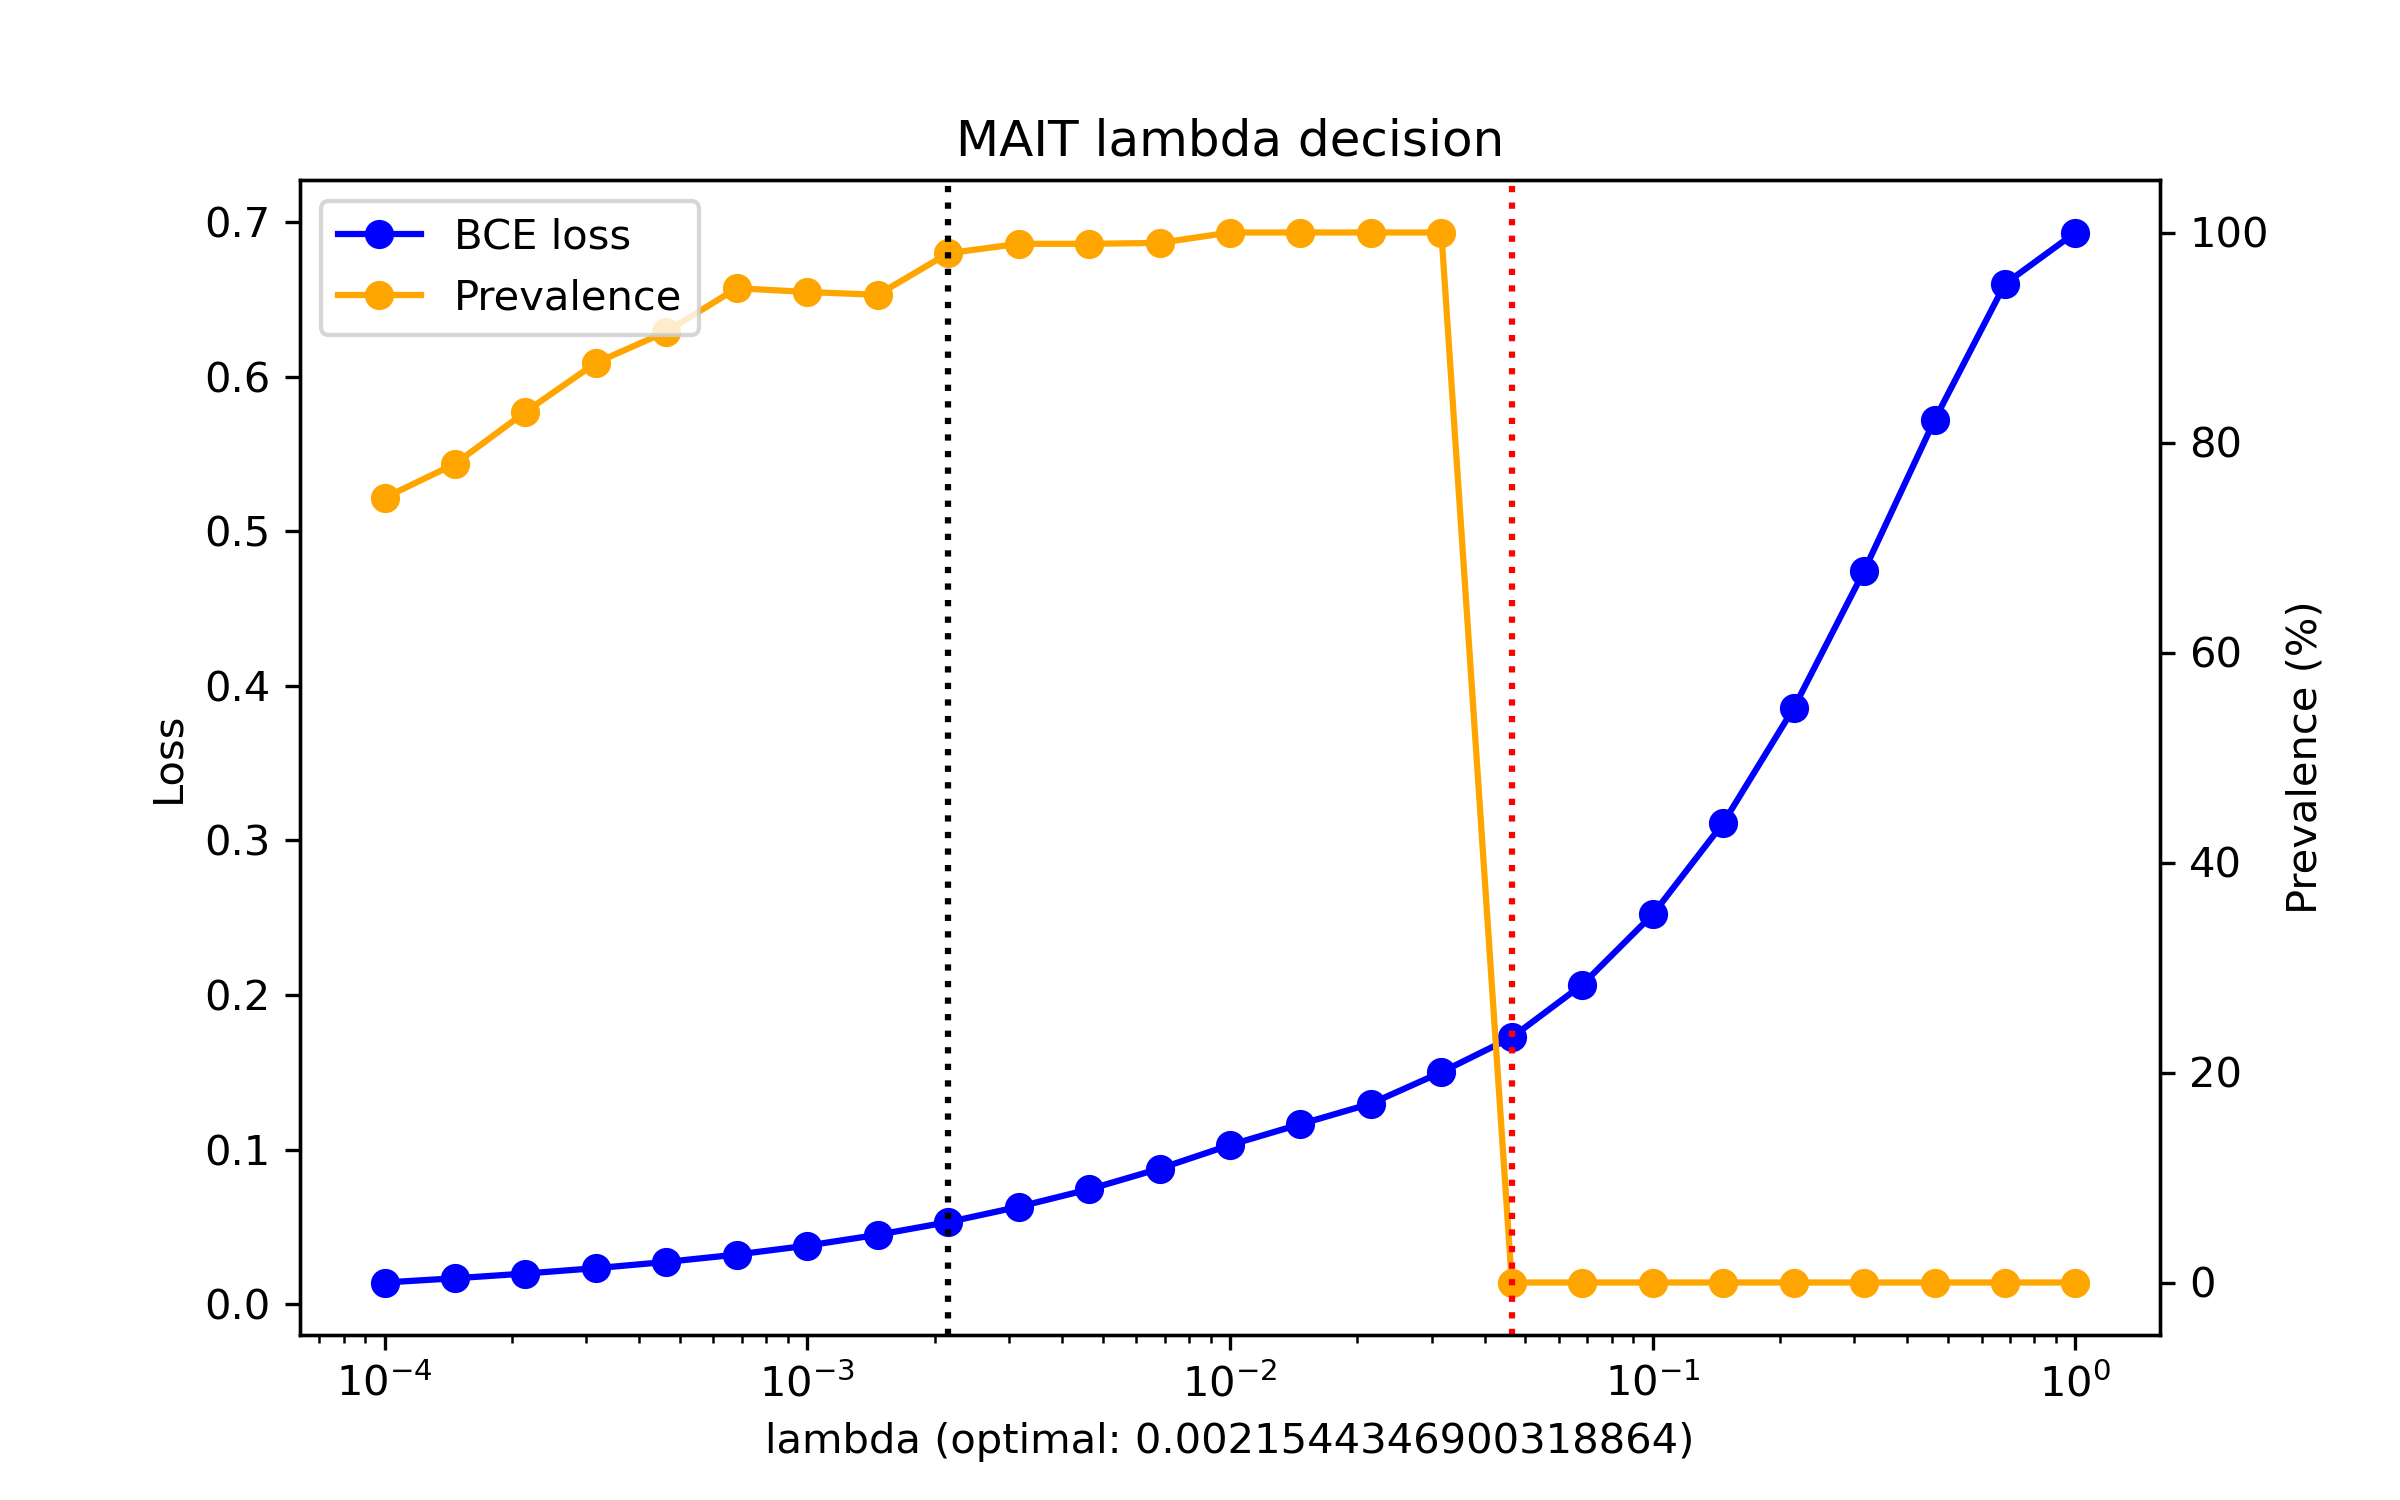 MAIT lambda decision
BCE loss
Prevalence
0.7
0.6
0.5
0.4
0.3
0.2
0.1
0.0
Loss
100
80
60
40
20
0
Prevalence (%)
10⁻⁴ 10⁻³ 10⁻² 10⁻¹ 10⁰
lambda (optimal: 0.0021544346900318864)